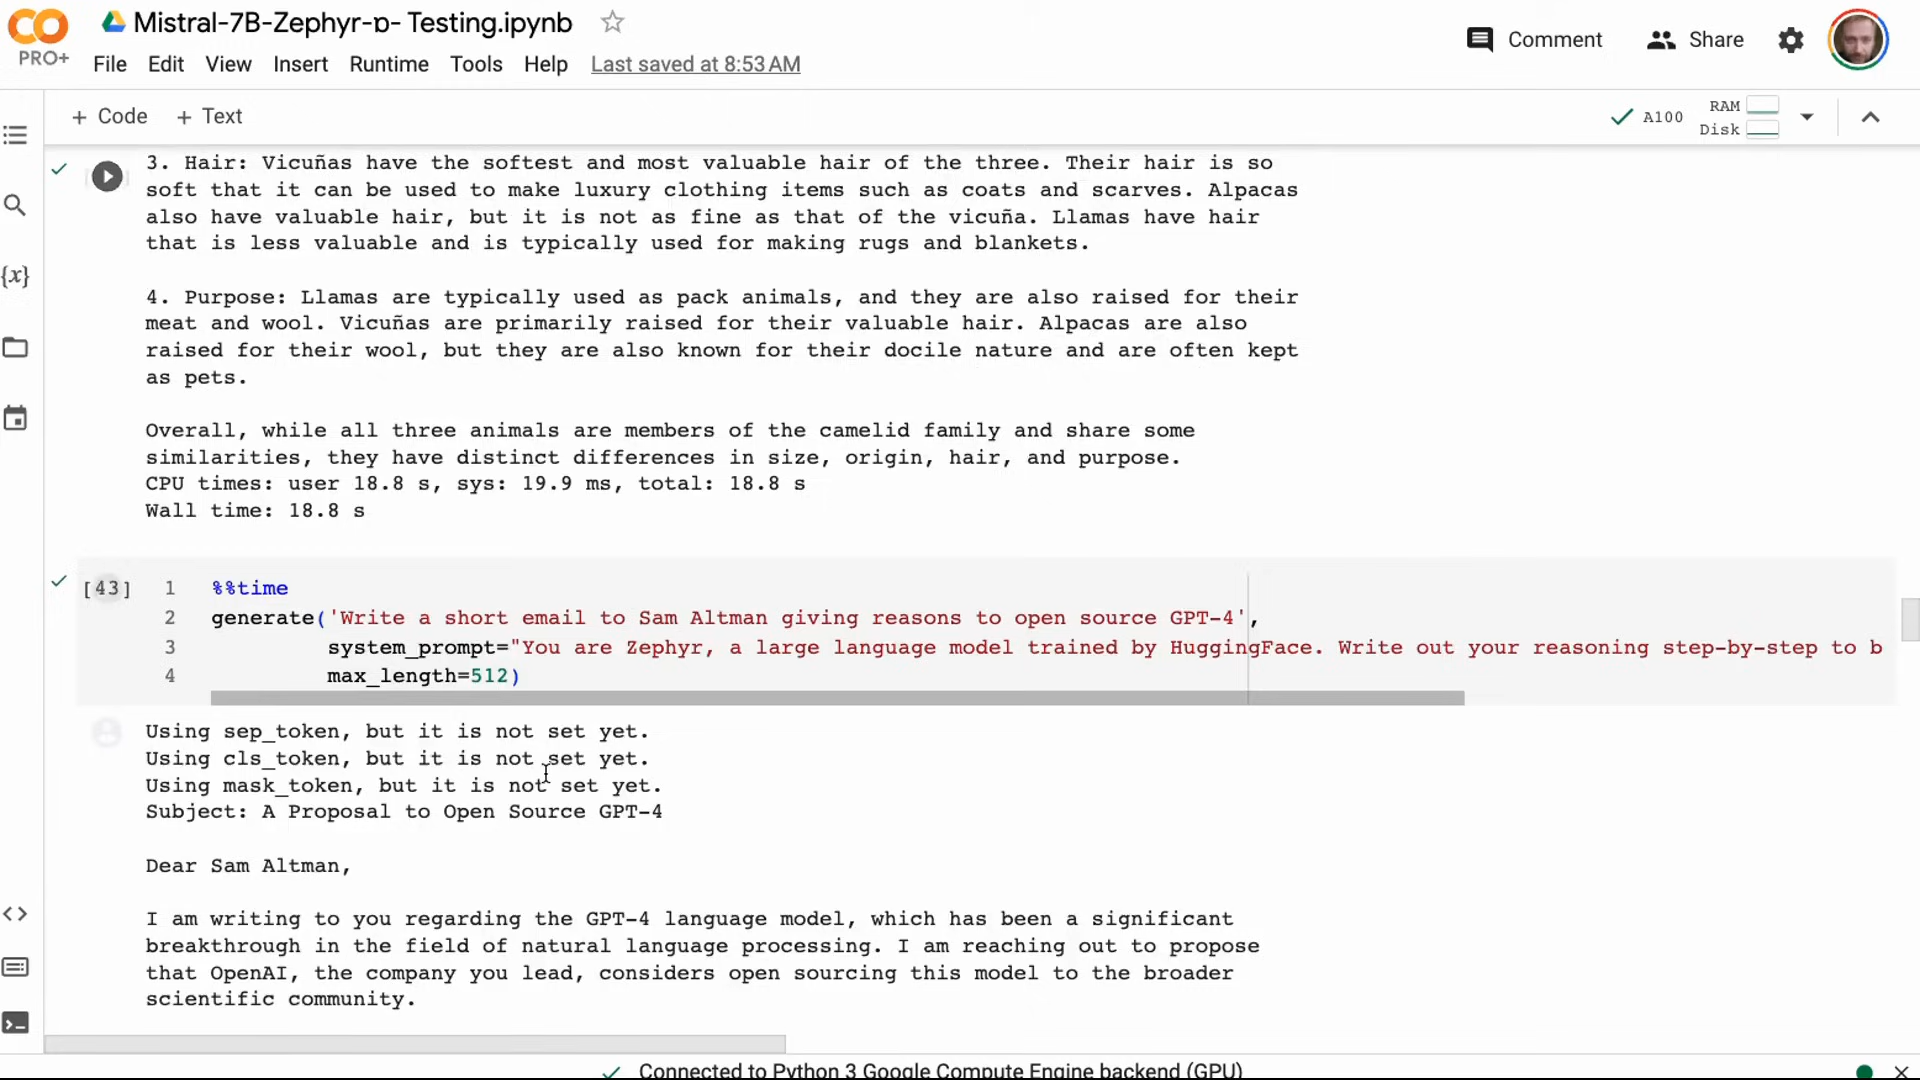 Mistral-7B-Zephyr-ɒ- Testing.ipynb
PRO+
File Edit View Insert Runtime Tools Help Last saved at 8:53 AM
Comment Share
+ Code + Text
A100 RAM Disk
3. Hair: Vicuñas have the softest and most valuable hair of the three. Their hair is so
soft that it can be used to make luxury clothing items such as coats and scarves. Alpacas
also have valuable hair, but it is not as fine as that of the vicuña. Llamas have hair
that is less valuable and is typically used for making rugs and blankets.
4. Purpose: Llamas are typically used as pack animals, and they are also raised for their
meat and wool. Vicuñas are primarily raised for their valuable hair. Alpacas are also
raised for their wool, but they are also known for their docile nature and are often kept
as pets.
Overall, while all three animals are members of the camelid family and share some
similarities, they have distinct differences in size, origin, hair, and purpose.
CPU times: user 18.8 s, sys: 19.9 ms, total: 18.8 s
Wall time: 18.8 s
[43] 1 %%time
2 generate('Write a short email to Sam Altman giving reasons to open source GPT-4',
3 system_prompt="You are Zephyr, a large language model trained by HuggingFace. Write out your reasoning step-by-step to b
4 max_length=512)
Using sep_token, but it is not set yet.
Using cls_token, but it is not set yet.
Using mask_token, but it is not set yet.
Subject: A Proposal to Open Source GPT-4
Dear Sam Altman,
I am writing to you regarding the GPT-4 language model, which has been a significant
breakthrough in the field of natural language processing. I am reaching out to propose
that OpenAI, the company you lead, considers open sourcing this model to the broader
scientific community.
Connected to Python 3 Google Compute Engine backend (GPU)